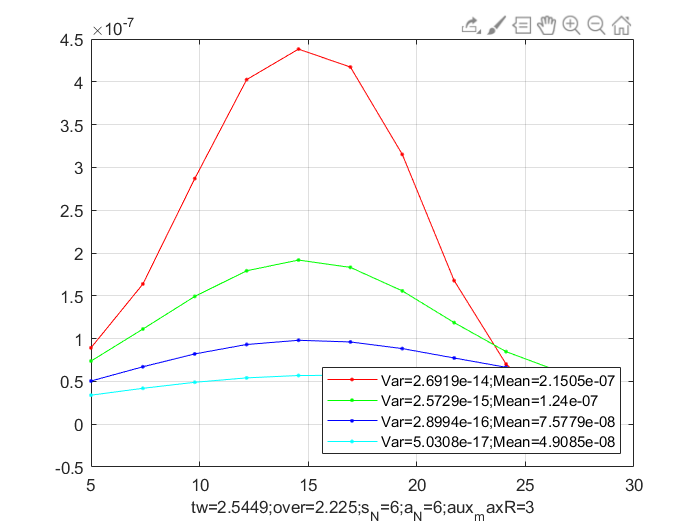 ×10-7
4.5
4
3.5
3
2.5
2
1.5
1
0.5
0
-0.5
5 10 15 20 25 30
Var=2.6919e-14;Mean=2.1505e-07
Var=2.5729e-15;Mean=1.24e-07
Var=2.8994e-16;Mean=7.5779e-08
Var=5.0308e-17;Mean=4.9085e-08
tw=2.5449;over=2.225;sN=6;aN=6;auxmaxR=3